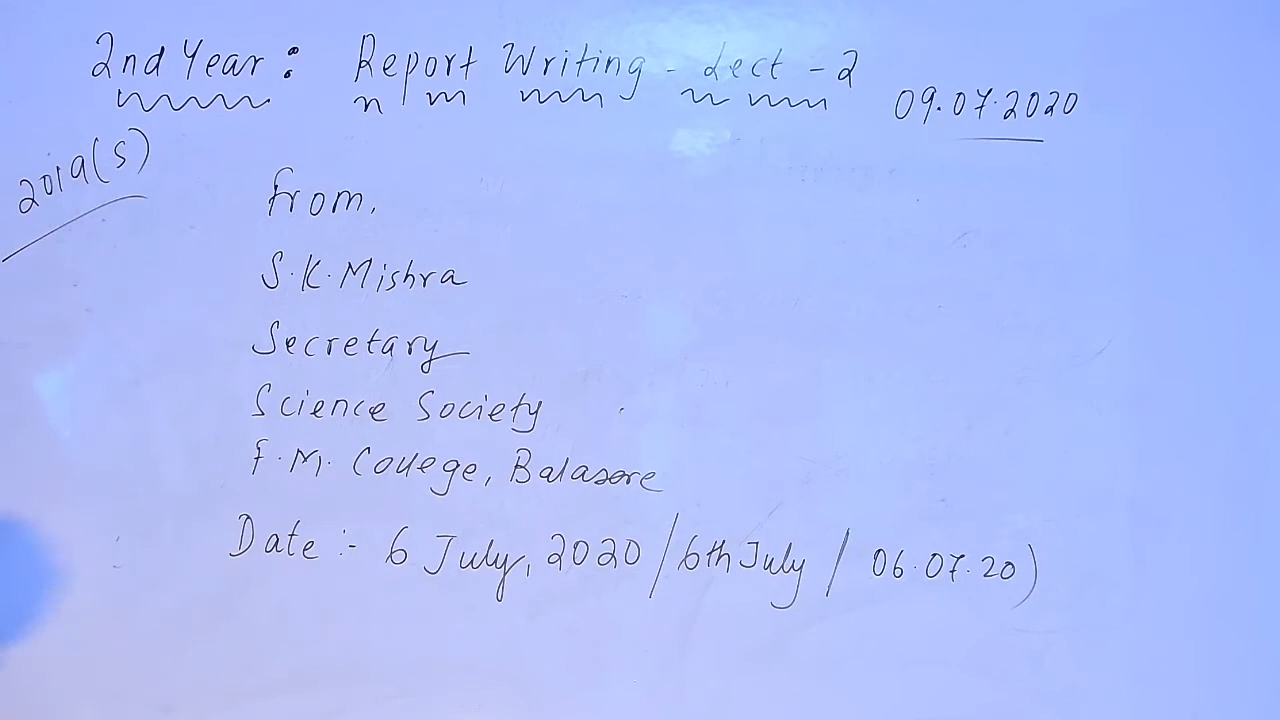 2nd Year: Report Writing - Lect - 2
09.07.2020
2019(S)
From,
S.K. Mishra
Secretary
Science Society
F.M. College, Balasore
Date :- 6 July, 2020 / 6th July / 06.07.20)